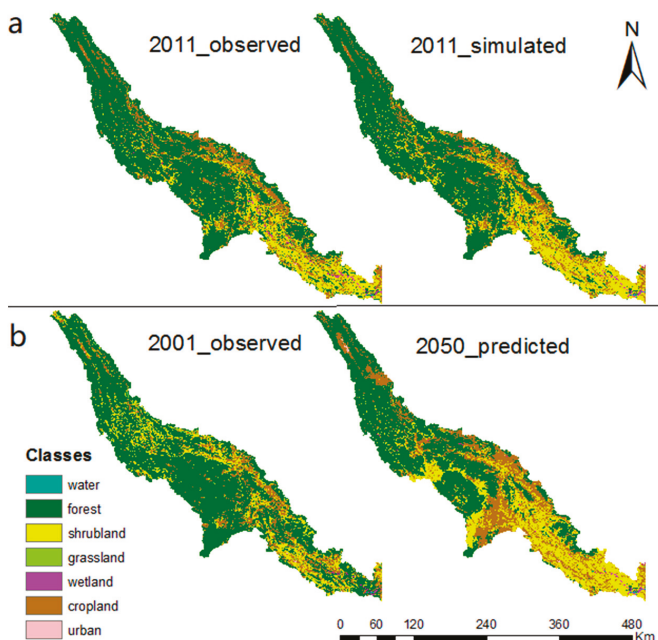 a
2011_observed
2011_simulated
N
b
2001_observed
2050_predicted
Classes
water
forest
shrubland
grassland
wetland
cropland
urban
0 60 120 240 360 480
Km